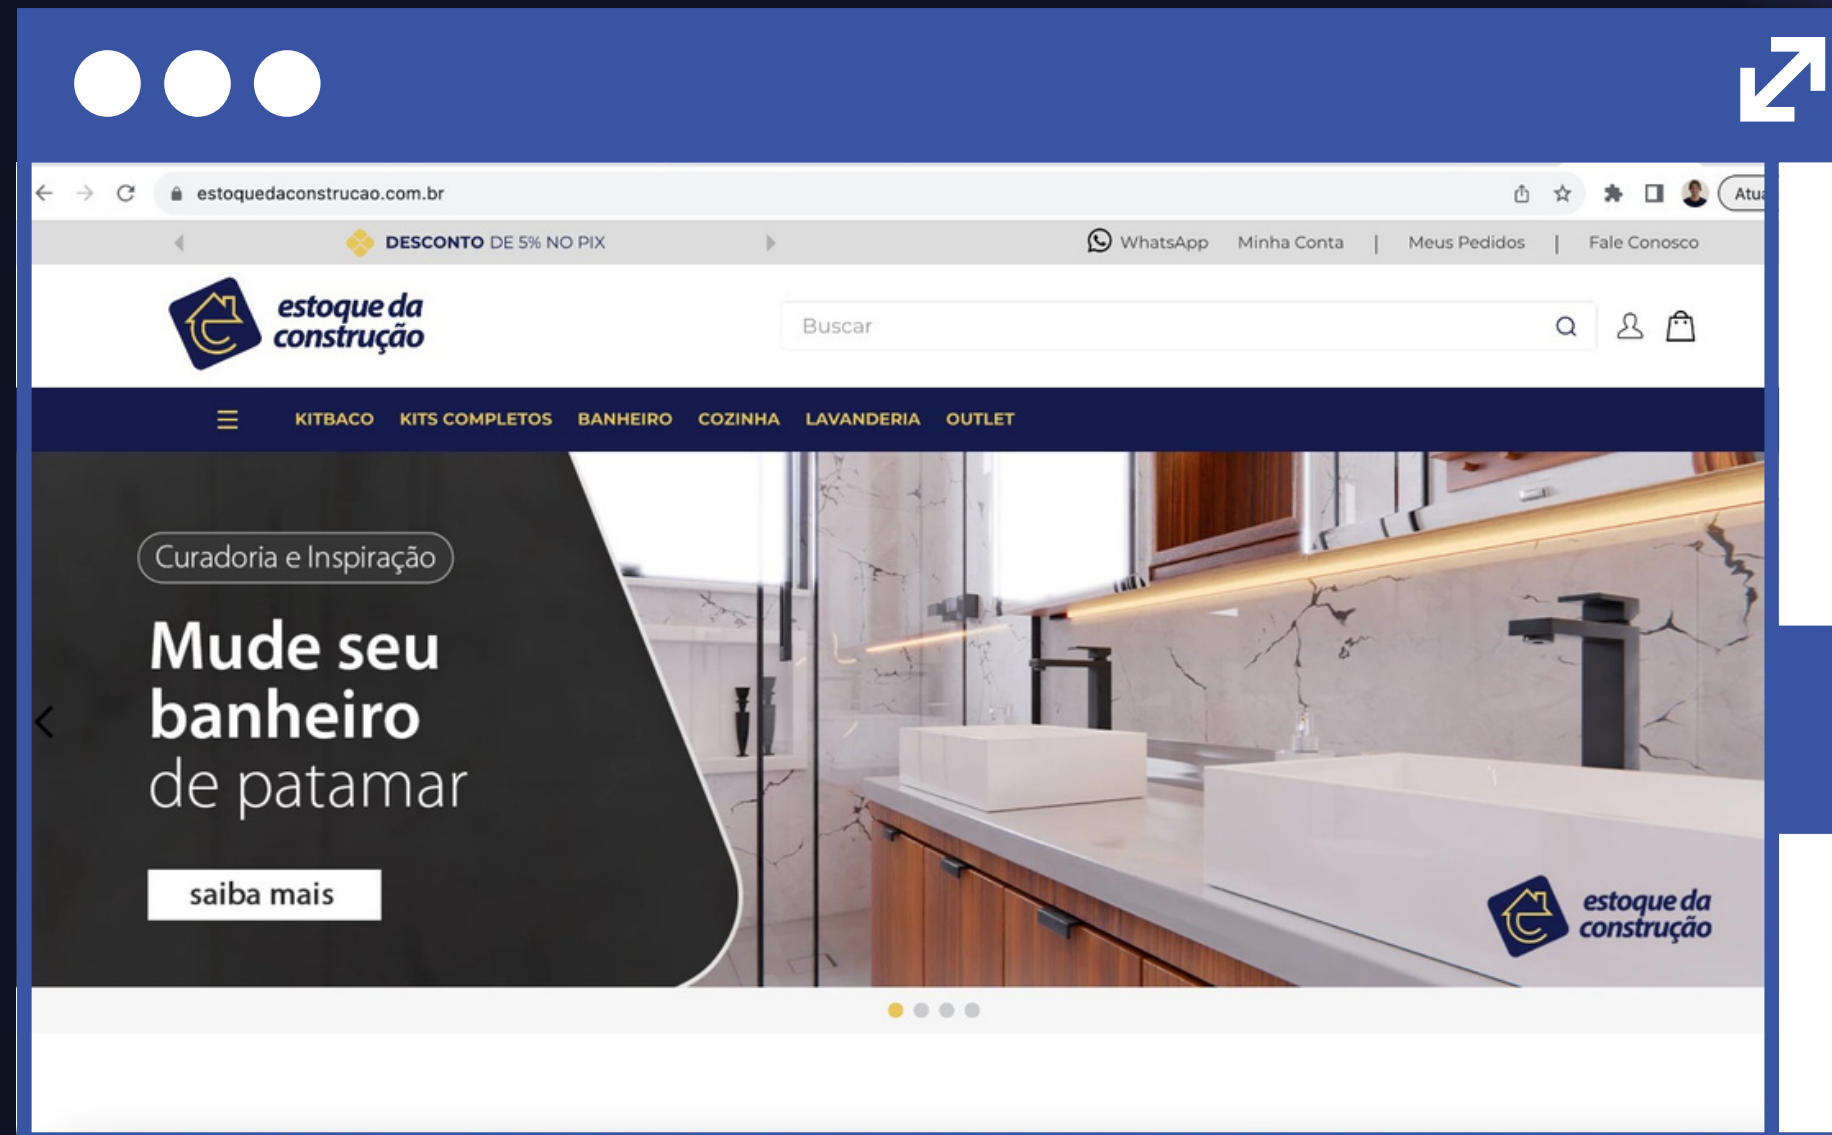 estoquedaconstrucao.com.br
DESCONTO DE 5% NO PIX
WhatsApp Minha Conta | Meus Pedidos | Fale Conosco
estoque da
construção
Buscar
KITBACO KITS COMPLETOS BANHEIRO COZINHA LAVANDERIA OUTLET
Curadoria e Inspiração
Mude seu
banheiro
de patamar
saiba mais
estoque da
construção